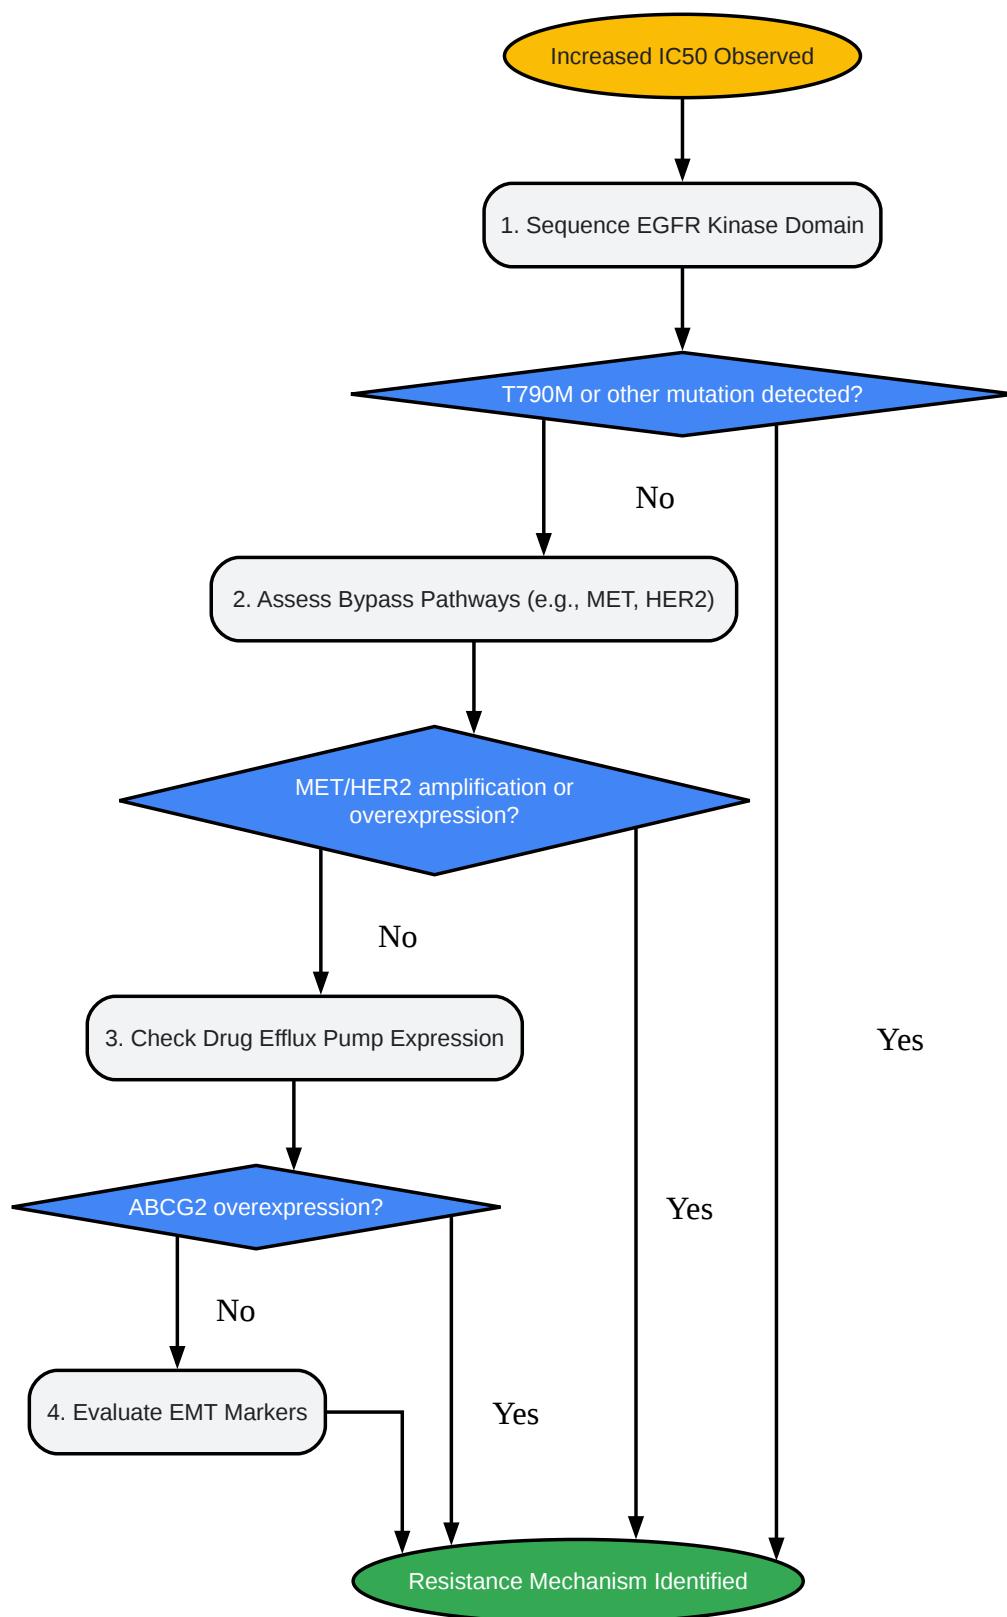 Increased IC50 Observed
1. Sequence EGFR Kinase Domain
T790M or other mutation detected?
No
2. Assess Bypass Pathways (e.g., MET, HER2)
MET/HER2 amplification or
overexpression?
No
3. Check Drug Efflux Pump Expression
Yes
ABCG2 overexpression?
Yes
No
4. Evaluate EMT Markers
Yes
Resistance Mechanism Identified